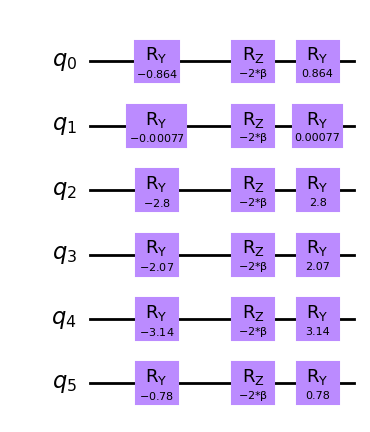 q0 RY −0.864 RZ −2*β RY 0.864
q1 RY −0.00077 RZ −2*β RY 0.00077
q2 RY −2.8 RZ −2*β RY 2.8
q3 RY −2.07 RZ −2*β RY 2.07
q4 RY −3.14 RZ −2*β RY 3.14
q5 RY −0.78 RZ −2*β RY 0.78